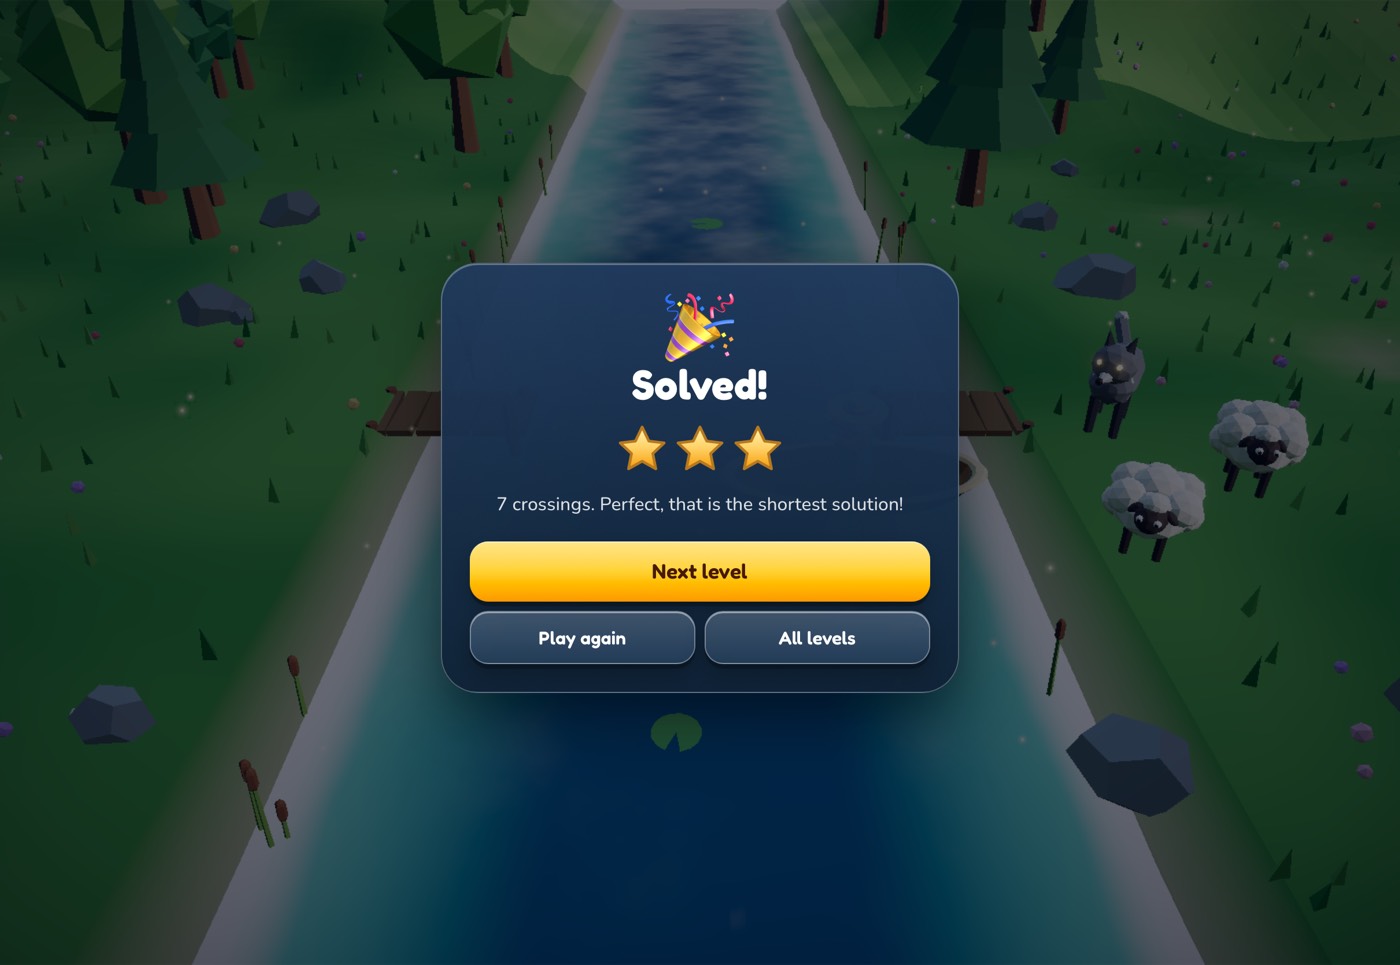 Solved!
7 crossings. Perfect, that is the shortest solution!
Next level
Play again
All levels